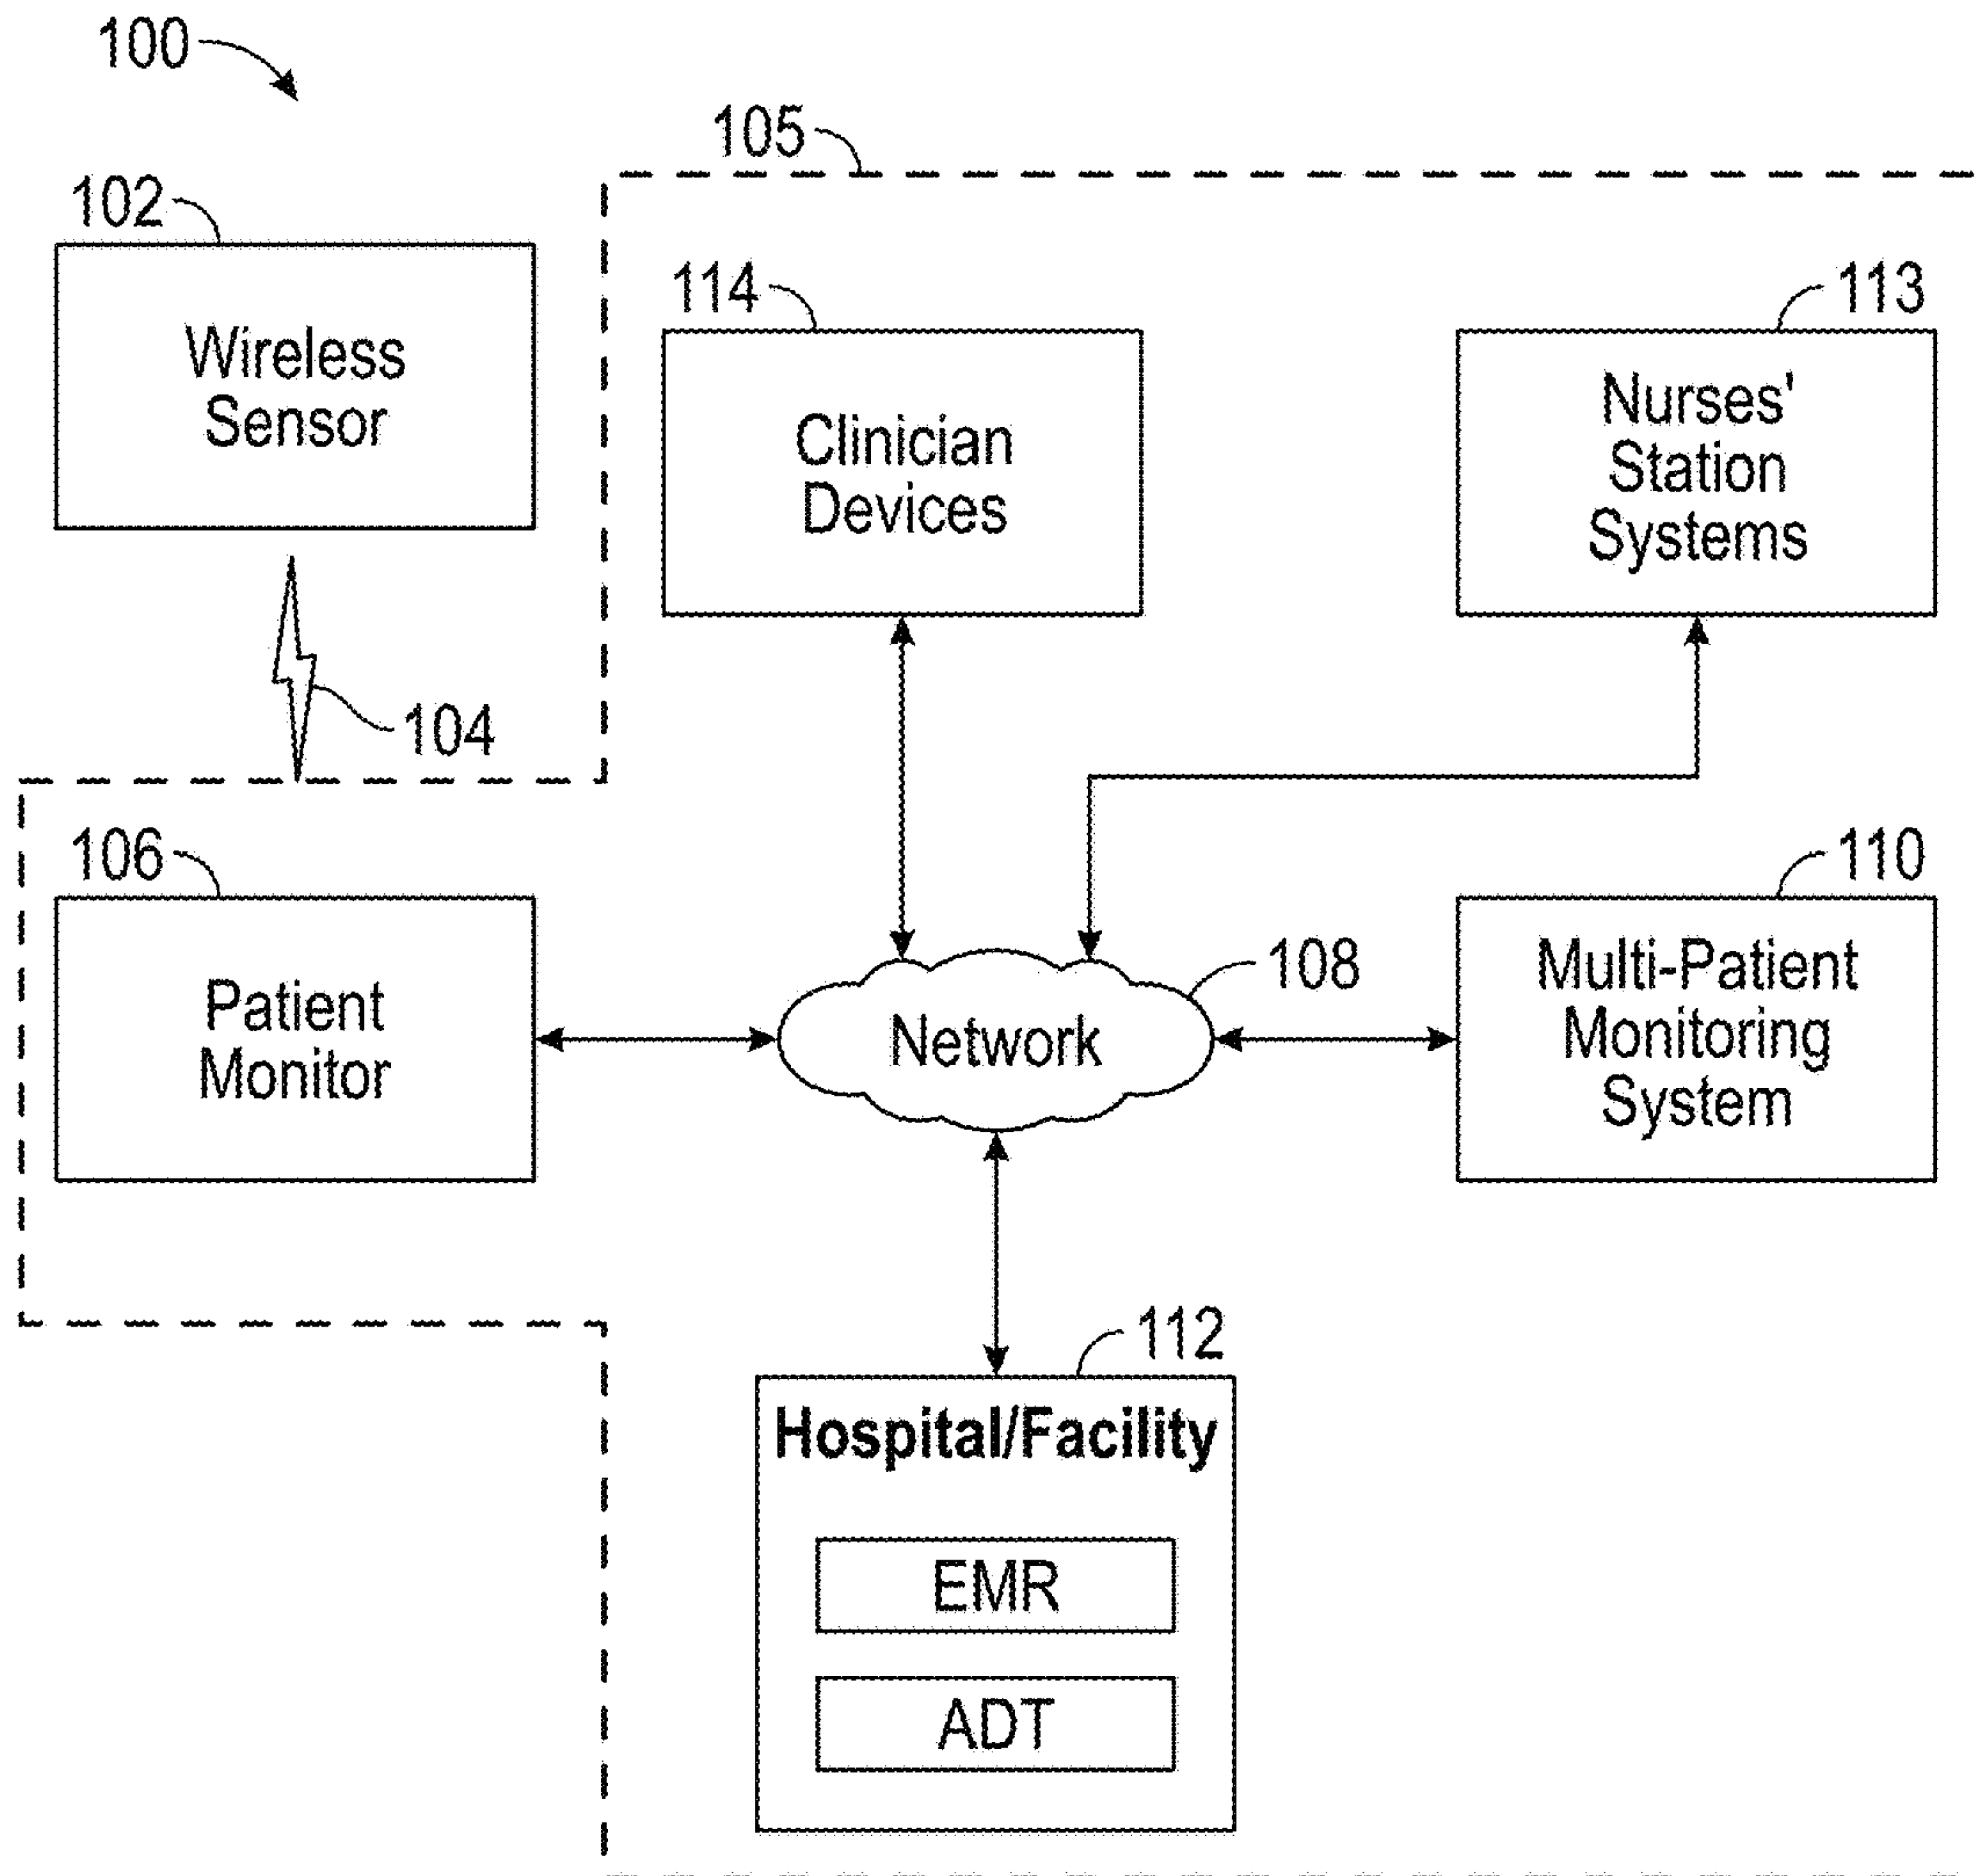 100
105
102
Wireless
Sensor
114
Clinician
Devices
113
Nurses'
Station
Systems
104
106
Patient
Monitor
108
Network
110
Multi-Patient
Monitoring
System
112
Hospital/Facility
EMR
ADT